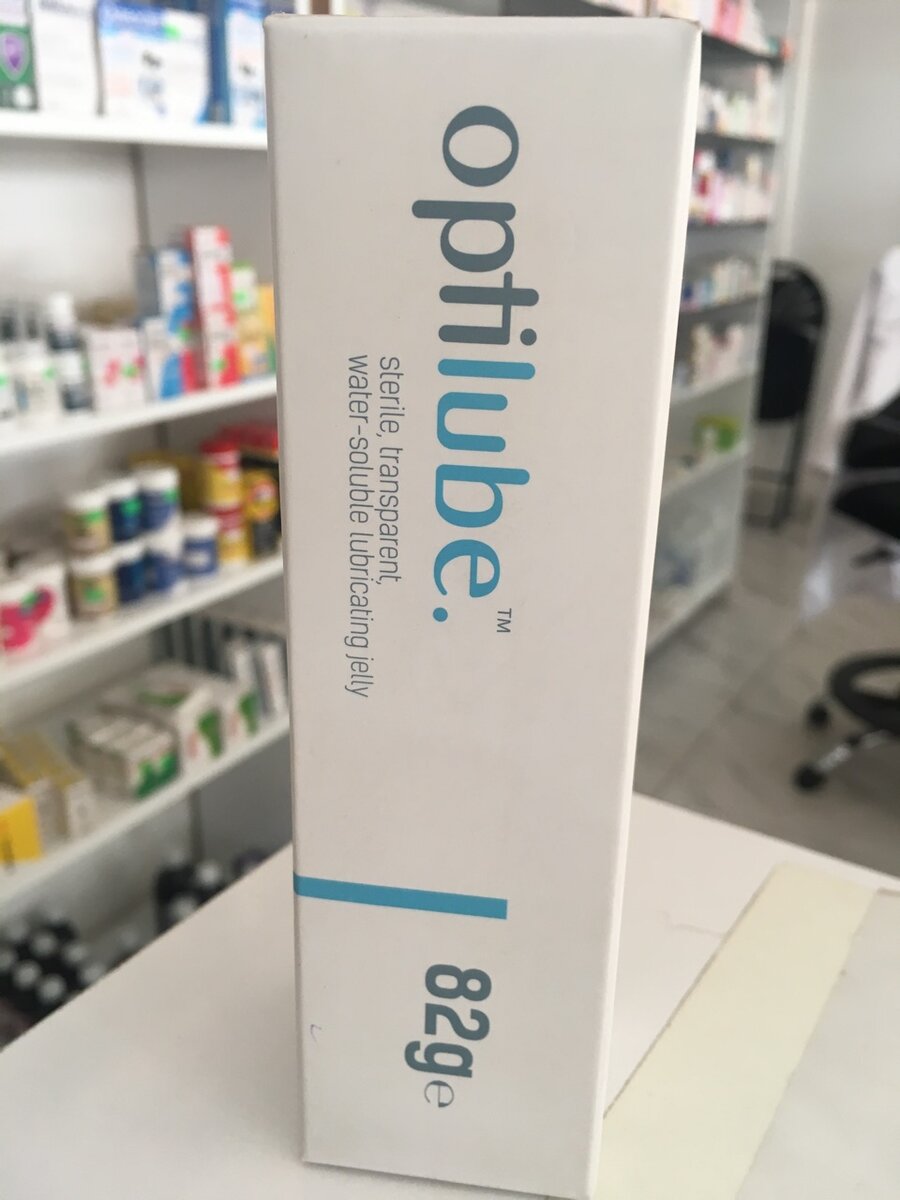 optilube.™
sterile, transparent,
water-soluble lubricating jelly
82g e